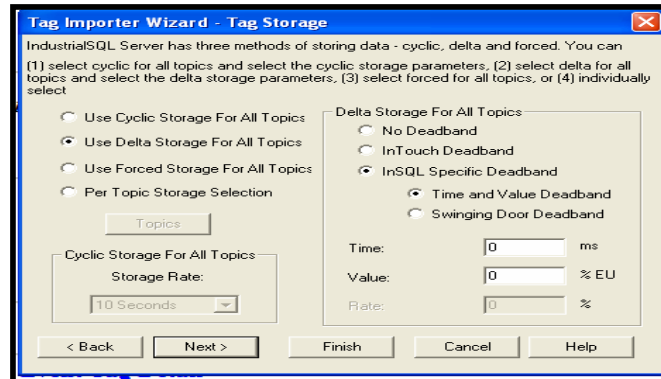 Tag Importer Wizard - Tag Storage
IndustrialSQL Server has three methods of storing data - cyclic, delta and forced. You can
(1) select cyclic for all topics and select the cyclic storage parameters, (2) select delta for all
topics and select the delta storage parameters, (3) select forced for all topics, or (4) individually
select
Use Cyclic Storage For All Topics
Use Delta Storage For All Topics
Use Forced Storage For All Topics
Per Topic Storage Selection
Topics
Cyclic Storage For All Topics
Storage Rate:
10 Seconds
Delta Storage For All Topics
No Deadband
InTouch Deadband
InSQL Specific Deadband
Time and Value Deadband
Swinging Door Deadband
Time: 0 ms
Value: 0 % EU
Rate: 0 %
< Back Next > Finish Cancel Help